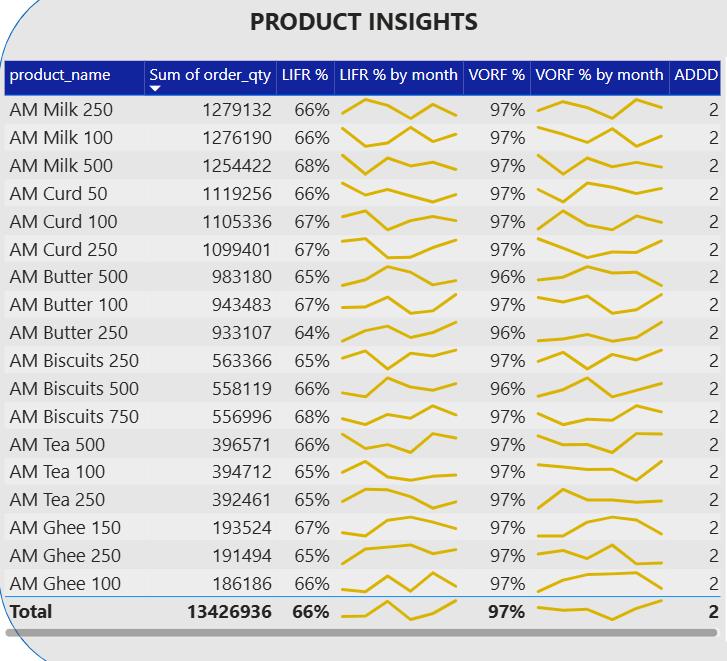 PRODUCT INSIGHTS
product_name Sum of order_qty LIFR % LIFR % by month VORF % VORF % by month ADDD
AM Milk 250 1279132 66% 97% 2
AM Milk 100 1276190 66% 97% 2
AM Milk 500 1254422 68% 97% 2
AM Curd 50 1119256 66% 97% 2
AM Curd 100 1105336 67% 97% 2
AM Curd 250 1099401 67% 97% 2
AM Butter 500 983180 65% 96% 2
AM Butter 100 943483 67% 97% 2
AM Butter 250 933107 64% 96% 2
AM Biscuits 250 563366 65% 97% 2
AM Biscuits 500 558119 66% 96% 2
AM Biscuits 750 556996 68% 97% 2
AM Tea 500 396571 66% 97% 2
AM Tea 100 394712 65% 97% 2
AM Tea 250 392461 65% 97% 2
AM Ghee 150 193524 67% 97% 2
AM Ghee 250 191494 65% 97% 2
AM Ghee 100 186186 66% 97% 2
Total 13426936 66% 97% 2